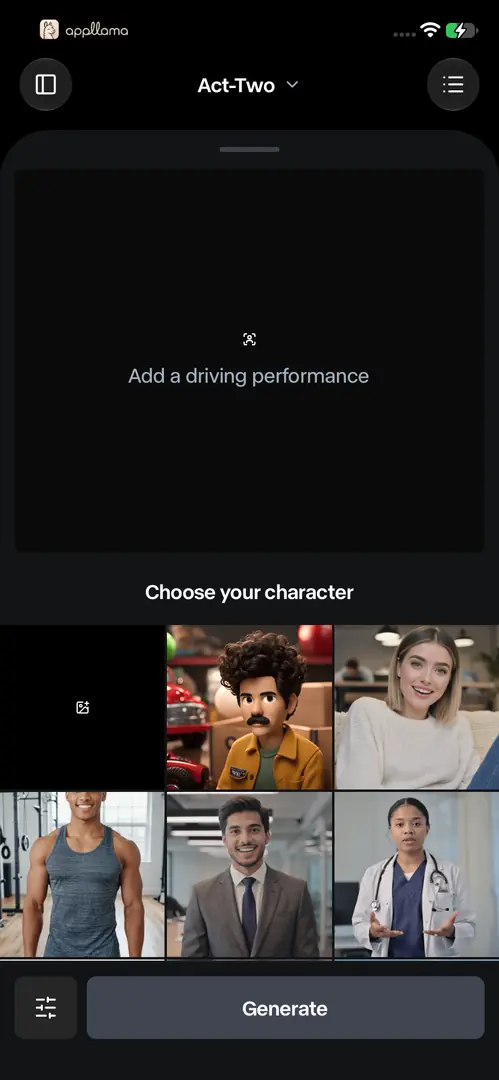 appllama
Act-Two
Add a driving performance
Choose your character
Generate